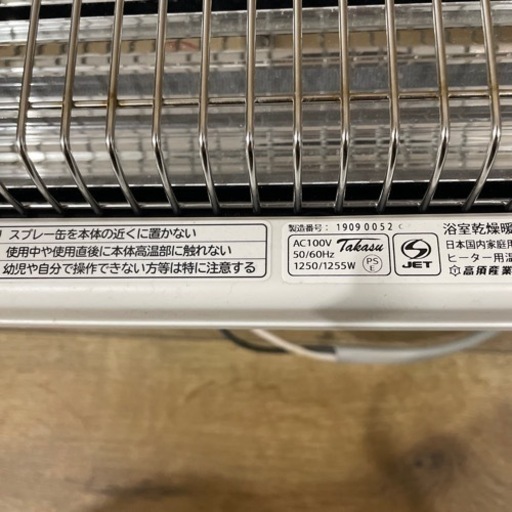 スプレー缶を本体の近くに置かない
使用中や使用直後に本体高温部に触れない
幼児や自分で操作できない方等は特に注意する
製造番号: 19090052 C
AC100V
50/60Hz
1250/1255W
Takasu
PS
E
S
JET
浴室乾燥暖
日本国内家庭用
ヒーター用温
高須産業